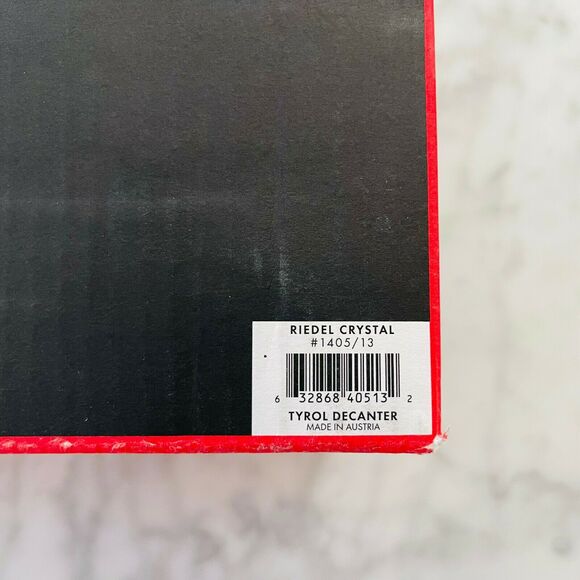 RIEDEL CRYSTAL
#1405/13
6 32868 40513 2
TYROL DECANTER
MADE IN AUSTRIA